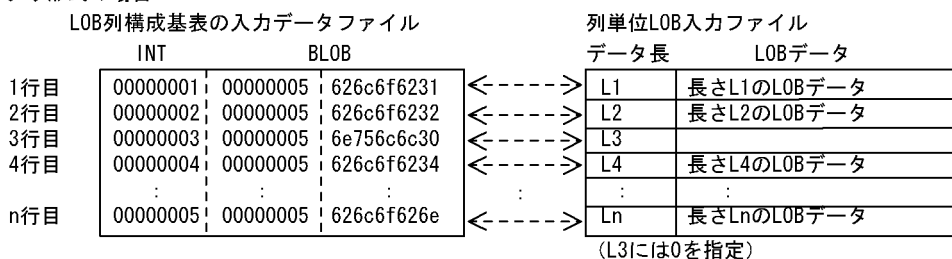 LOB列構成基表の入力データファイル 列単位LOB入力ファイル
INT BLOB データ長 LOBデータ
1行目 00000001 00000005 626c6f6231 L1 長さL1のLOBデータ
2行目 00000002 00000005 626c6f6232 L2 長さL2のLOBデータ
3行目 00000003 00000005 6e756c6c30 L3
4行目 00000004 00000005 626c6f6234 L4 長さL4のLOBデータ
: : : : : :
n行目 00000005 00000005 626c6f626e Ln 長さLnのLOBデータ
(L3には0を指定)